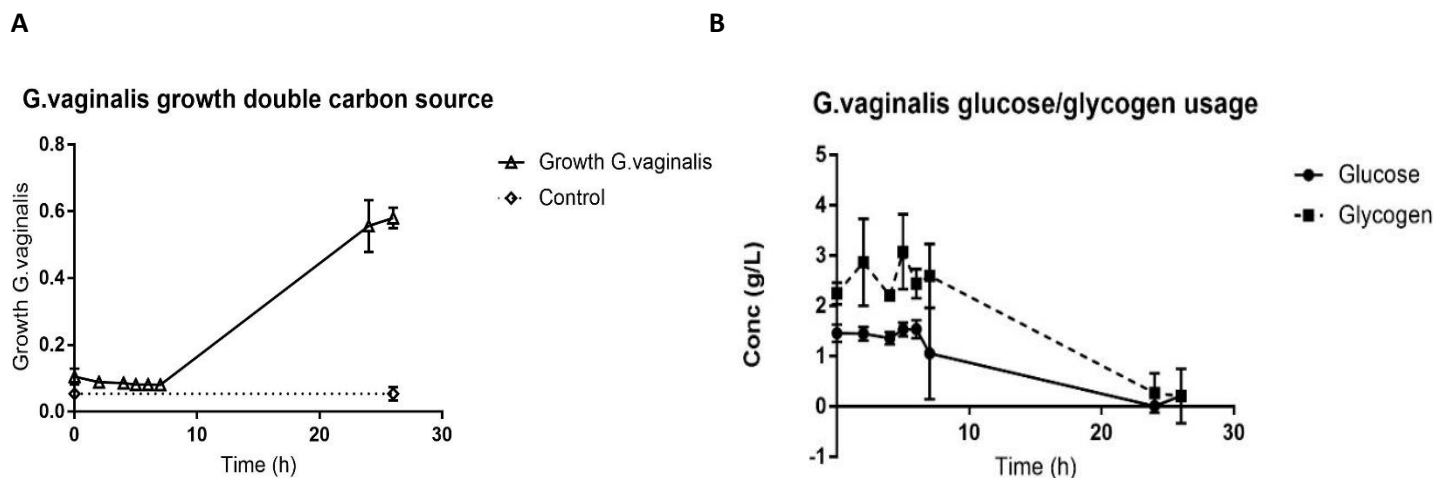 A
G.vaginalis growth double carbon source
0.8
0.6
0.4
0.2
0.0
0
10
20
30
Growth G.vaginalis
Time (h)
Growth G.vaginalis
Control
B
G.vaginalis glucose/glycogen usage
5
4
3
2
1
0
-1
10
20
30
Conc (g/L)
Time (h)
Glucose
Glycogen